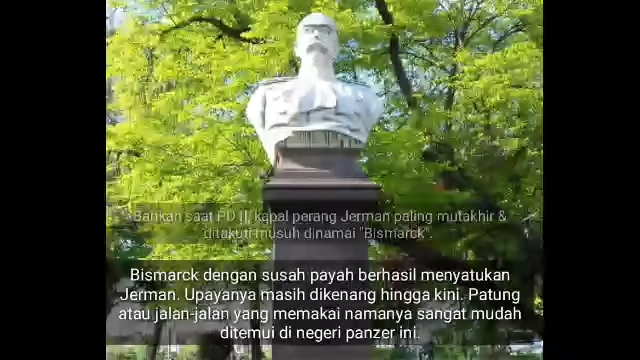 Bahkan saat PD II, kapal perang Jerman paling mutakhir &
ditakuti musuh dinamai "Bismarck".
Bismarck dengan susah payah berhasil menyatukan
Jerman. Upayanya masih dikenang hingga kini. Patung
atau jalan-jalan yang memakai namanya sangat mudah
ditemui di negeri panzer ini.